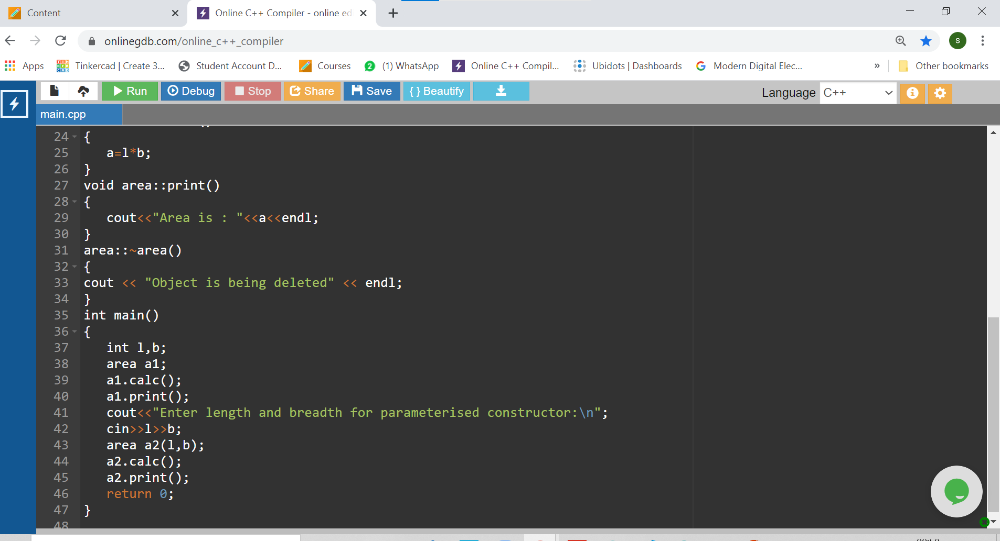 Content
Online C++ Compiler - online ed
onlinegdb.com/online_c++_compiler
S
Apps
TIN KER CAD
Tinkercad | Create 3...
Student Account D...
Courses
2
(1) WhatsApp
Online C++ Compil...
Ubidots | Dashboards
Modern Digital Elec...
»
Other bookmarks
Run
Debug
Stop
Share
Save
{ } Beautify
Language
C++
main.cpp
24 {
25 a=l*b;
26 }
27 void area::print()
28 {
29 cout<<"Area is : "<<a<<endl;
30 }
31 area::~area()
32 {
33 cout << "Object is being deleted" << endl;
34 }
35 int main()
36 {
37 int l,b;
38 area a1;
39 a1.calc();
40 a1.print();
41 cout<<"Enter length and breadth for parameterised constructor:\n";
42 cin>>l>>b;
43 area a2(l,b);
44 a2.calc();
45 a2.print();
46 return 0;
47 }
48